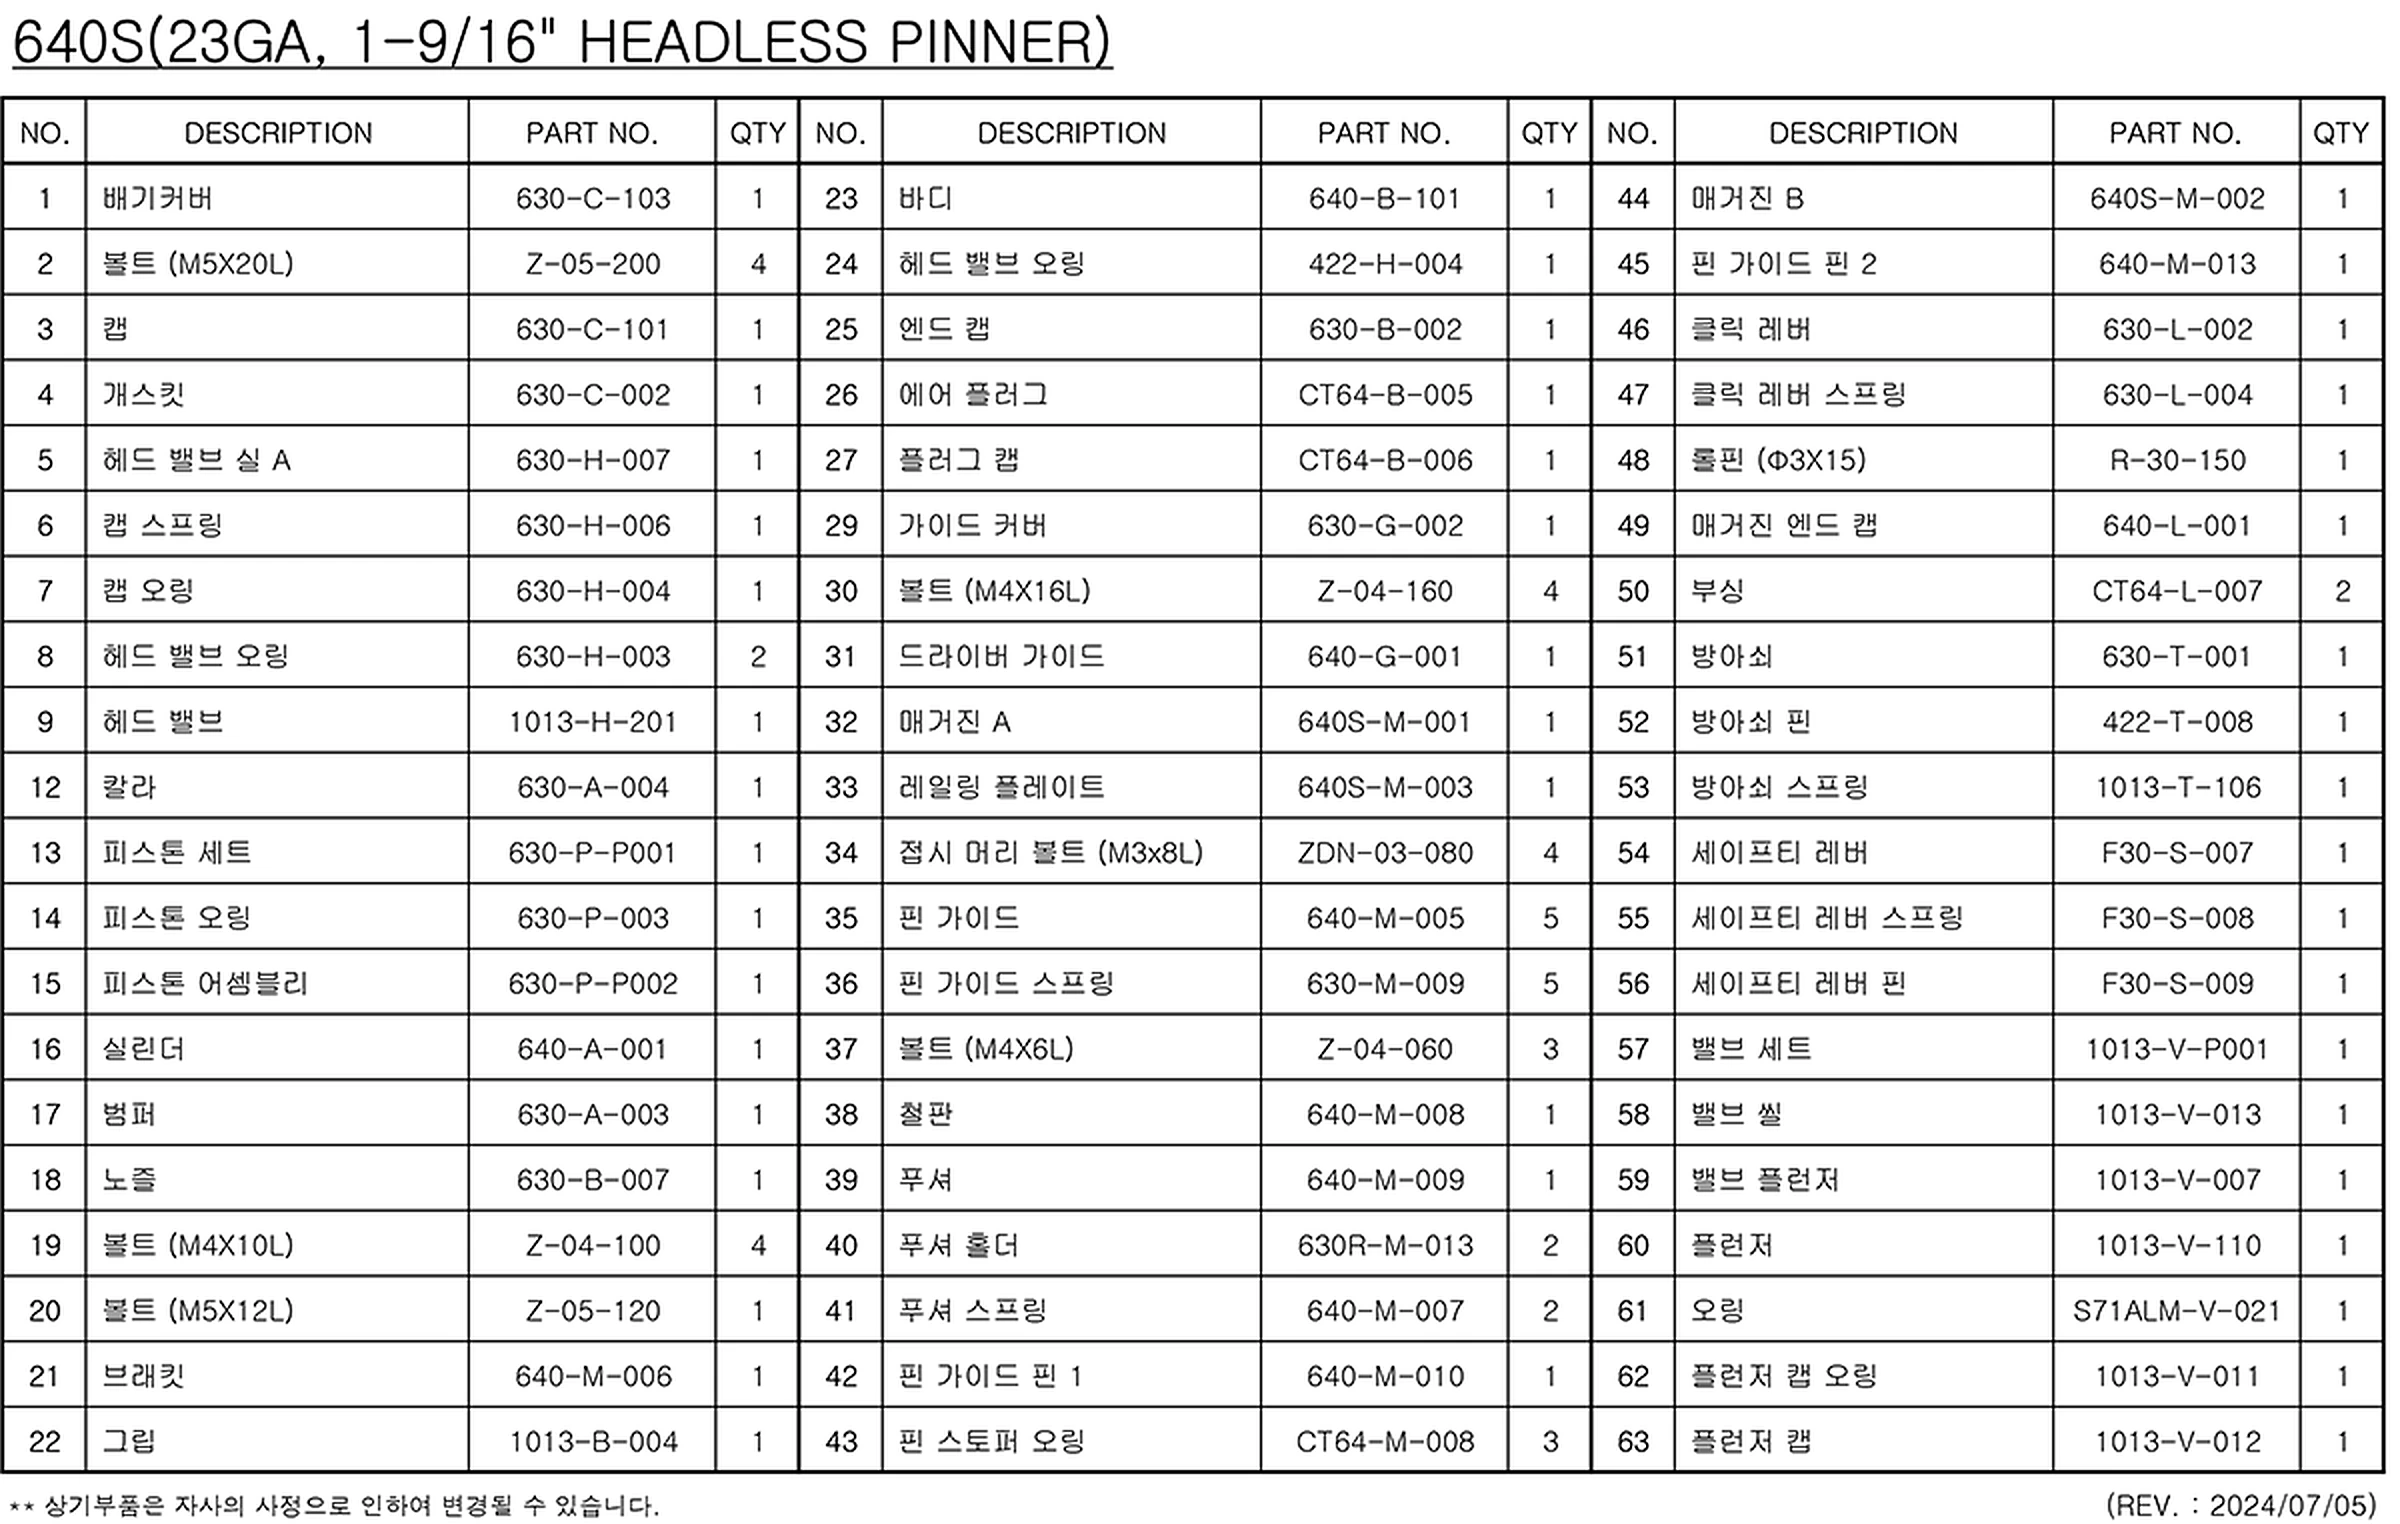 640S(23GA, 1-9/16" HEADLESS PINNER)
NO. DESCRIPTION PART NO. QTY NO. DESCRIPTION PART NO. QTY NO. DESCRIPTION PART NO. QTY
1 배기커버 630-C-103 1 23 바디 640-B-101 1 44 매거진 B 640S-M-002 1
2 볼트 (M5X20L) Z-05-200 4 24 헤드 밸브 오링 422-H-004 1 45 핀 가이드 핀 2 640-M-013 1
3 캡 630-C-101 1 25 엔드 캡 630-B-002 1 46 클릭 레버 630-L-002 1
4 개스킷 630-C-002 1 26 에어 플러그 CT64-B-005 1 47 클릭 레버 스프링 630-L-004 1
5 헤드 밸브 실 A 630-H-007 1 27 플러그 캡 CT64-B-006 1 48 롤핀 (Φ3X15) R-30-150 1
6 캡 스프링 630-H-006 1 29 가이드 커버 630-G-002 1 49 매거진 엔드 캡 640-L-001 1
7 캡 오링 630-H-004 1 30 볼트 (M4X16L) Z-04-160 4 50 부싱 CT64-L-007 2
8 헤드 밸브 오링 630-H-003 2 31 드라이버 가이드 640-G-001 1 51 방아쇠 630-T-001 1
9 헤드 밸브 1013-H-201 1 32 매거진 A 640S-M-001 1 52 방아쇠 핀 422-T-008 1
12 칼라 630-A-004 1 33 레일링 플레이트 640S-M-003 1 53 방아쇠 스프링 1013-T-106 1
13 피스톤 세트 630-P-P001 1 34 접시 머리 볼트 (M3x8L) ZDN-03-080 4 54 세이프티 레버 F30-S-007 1
14 피스톤 오링 630-P-003 1 35 핀 가이드 640-M-005 5 55 세이프티 레버 스프링 F30-S-008 1
15 피스톤 어셈블리 630-P-P002 1 36 핀 가이드 스프링 630-M-009 5 56 세이프티 레버 핀 F30-S-009 1
16 실린더 640-A-001 1 37 볼트 (M4X6L) Z-04-060 3 57 밸브 세트 1013-V-P001 1
17 범퍼 630-A-003 1 38 철판 640-M-008 1 58 밸브 씰 1013-V-013 1
18 노즐 630-B-007 1 39 푸셔 640-M-009 1 59 밸브 플런저 1013-V-007 1
19 볼트 (M4X10L) Z-04-100 4 40 푸셔 홀더 630R-M-013 2 60 플런저 1013-V-110 1
20 볼트 (M5X12L) Z-05-120 1 41 푸셔 스프링 640-M-007 2 61 오링 S71ALM-V-021 1
21 브래킷 640-M-006 1 42 핀 가이드 핀 1 640-M-010 1 62 플런저 캡 오링 1013-V-011 1
22 그립 1013-B-004 1 43 핀 스토퍼 오링 CT64-M-008 3 63 플런저 캡 1013-V-012 1
** 상기부품은 자사의 사정으로 인하여 변경될 수 있습니다. (REV. : 2024/07/05)